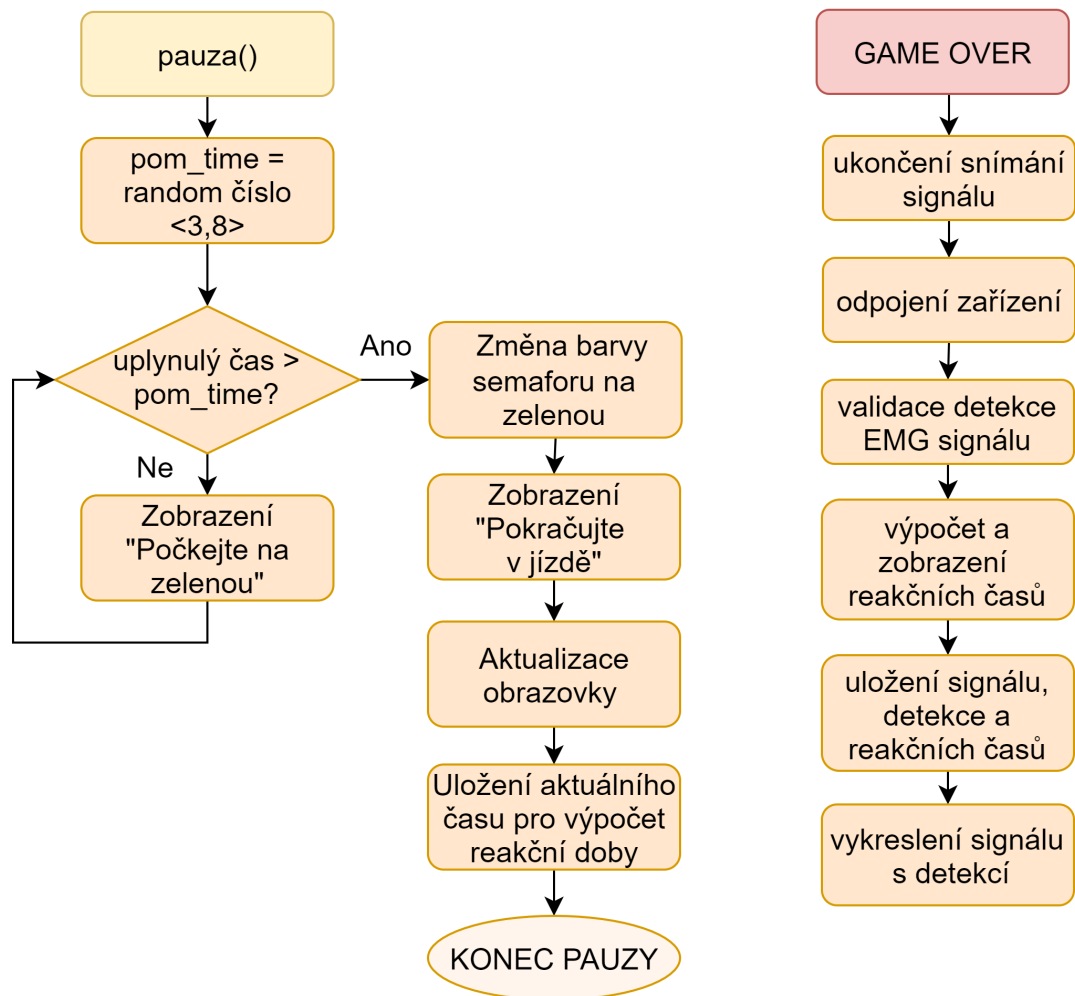 pauza()
pom_time =
random číslo
<3,8>
uplynulý čas >
pom_time?
Ano
Ne
Zobrazení
"Počkejte na
zelenou"
Změna barvy
semaforu na
zelenou
Zobrazení
"Pokračujte
v jízdě"
Aktualizace
obrazovky
Uložení aktuálního
času pro výpočet
reakční doby
KONEC PAUZY
GAME OVER
ukončení snímání
signálu
odpojení zařízení
validace detekce
EMG signálu
výpočet a
zobrazení
reakčních časů
uložení signálu,
detekce a
reakčních časů
vykreslení signálu
s detekcí